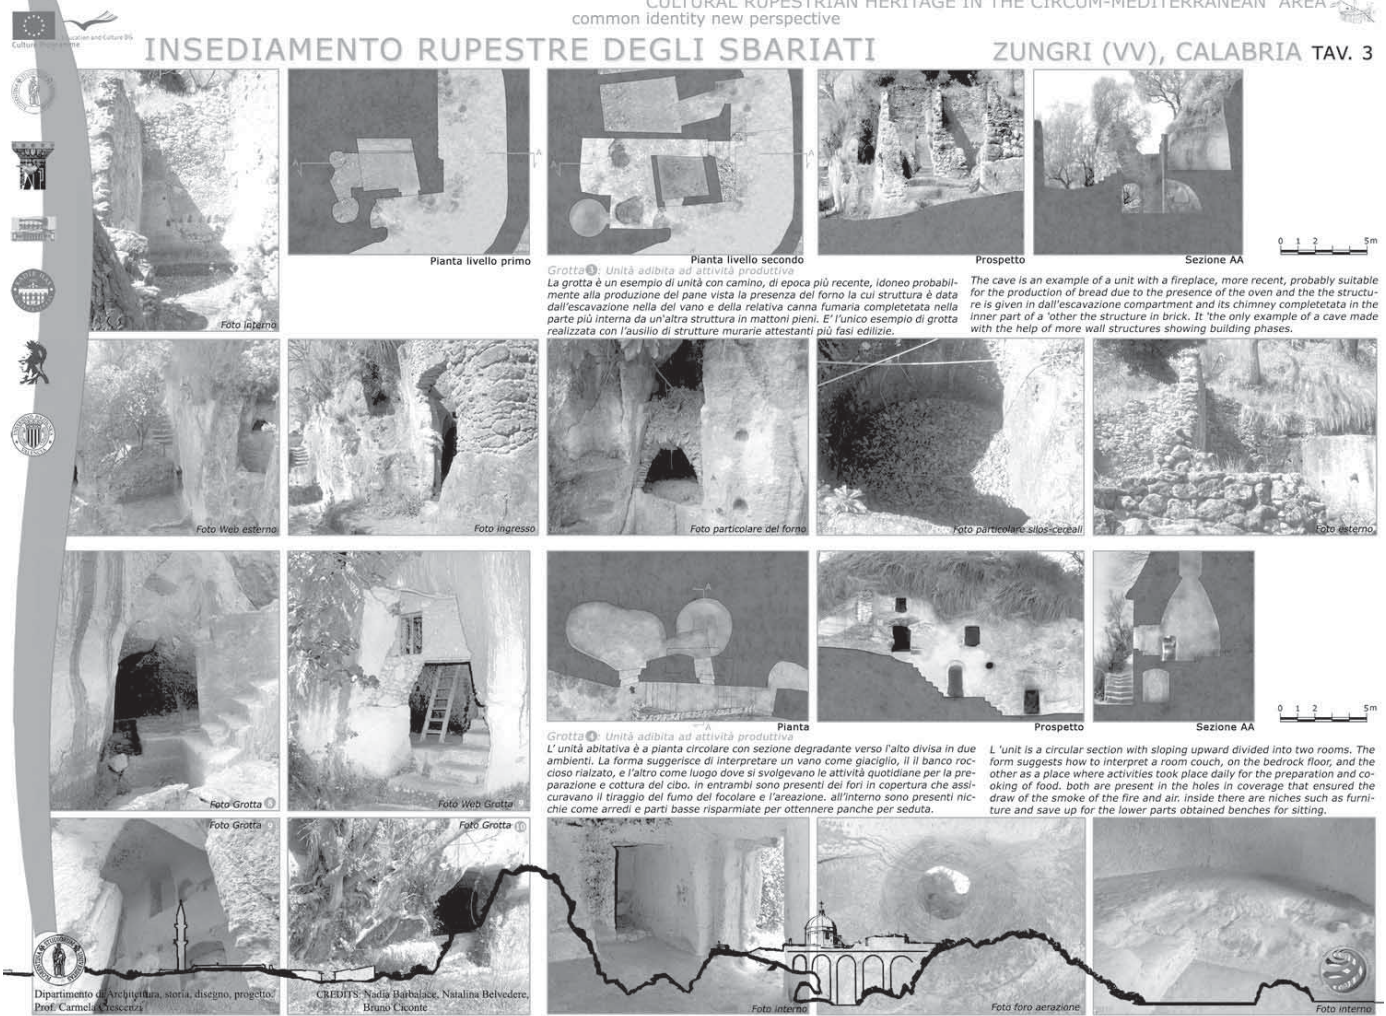 CULTURAL RUPESTRIAN HERITAGE IN THE CIRCUM-MEDITERRANEAN AREA
common identity new perspective
Education and Culture DG
Culture Programme
INSEDIAMENTO RUPESTRE DEGLI SBARIATI
ZUNGRI (VV), CALABRIA TAV. 3
Foto interno
Pianta livello primo
Pianta livello secondo
Prospetto
Sezione AA
0 1 2 5m
Grotta 3: Unità adibita ad attività produttiva
La grotta è un esempio di unità con camino, di epoca più recente, idoneo probabil-
mente alla produzione del pane vista la presenza del forno la cui struttura è data
dall'escavazione nella del vano e della relativa canna fumaria completetata nella
parte più interna da un'altra struttura in mattoni pieni. E' l'unico esempio di grotta
realizzata con l'ausilio di strutture murarie attestanti più fasi edilizie.
The cave is an example of a unit with a fireplace, more recent, probably suitable
for the production of bread due to the presence of the oven and the the structu-
re is given in dall'escavazione compartment and its chimney completetata in the
inner part of a 'other the structure in brick. It 'the only example of a cave made
with the help of more wall structures showing building phases.
Foto Web esterno
Foto ingresso
Foto particolare del forno
Foto particolare silos-cereali
Foto esterno
Foto Grotta 8
Foto Web Grotta
Pianta
Prospetto
Sezione AA
0 1 2 5m
Grotta 4: Unità adibita ad attività produttiva
L' unità abitativa è a pianta circolare con sezione degradante verso l'alto divisa in due
ambienti. La forma suggerisce di interpretare un vano come giaciglio, il il banco roc-
cioso rialzato, e l'altro come luogo dove si svolgevano le attività quotidiane per la pre-
parazione e cottura del cibo. in entrambi sono presenti dei fori in copertura che assi-
curavano il tiraggio del fumo del focolare e l'areazione. all'interno sono presenti nic-
chie come arredi e parti basse risparmiate per ottennere panche per seduta.
L 'unit is a circular section with sloping upward divided into two rooms. The
form suggests how to interpret a room couch, on the bedrock floor, and the
other as a place where activities took place daily for the preparation and co-
oking of food. both are present in the holes in coverage that ensured the
draw of the smoke of the fire and air. inside there are niches such as furni-
ture and save up for the lower parts obtained benches for sitting.
Foto Grotta
Foto Grotta 10
Foto interno
Foto foro aerazione
Foto interno
Dipartimento di Architettura, storia, disegno, progetto.
Prof. Carmela Crescenzi
CREDITS: Nadia Barbalace, Natalina Belvedere,
Bruno Ciconte